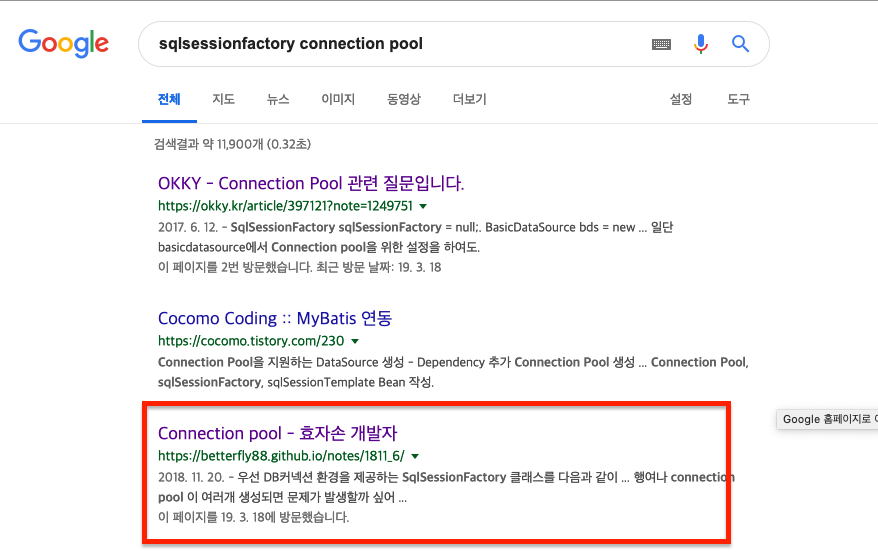 Google
sqlsessionfactory connection pool
전체 지도 뉴스 이미지 동영상 더보기 설정 도구
검색결과 약 11,900개 (0.32초)
OKKY - Connection Pool 관련 질문입니다.
https://okky.kr/article/397121?note=1249751
2017. 6. 12. - SqlSessionFactory sqlSessionFactory = null;. BasicDataSource bds = new ... 일단
basicdatasource에서 Connection pool을 위한 설정을 하여도.
이 페이지를 2번 방문했습니다. 최근 방문 날짜: 19. 3. 18
Cocomo Coding :: MyBatis 연동
https://cocomo.tistory.com/230
Connection Pool을 지원하는 DataSource 생성 - Dependency 추가 Connection Pool 생성 ... Connection Pool,
sqlSessionFactory, sqlSessionTemplate Bean 작성.
Google 홈페이지로
Connection pool - 효자손 개발자
https://betterfly88.github.io/notes/1811_6/
2018. 11. 20. - 우선 DB커넥션 환경을 제공하는 SqlSessionFactory 클래스를 다음과 같이 ... 행여나 connection
pool 이 여러개 생성되면 문제가 발생할까 싶어 ...
이 페이지를 19. 3. 18에 방문했습니다.